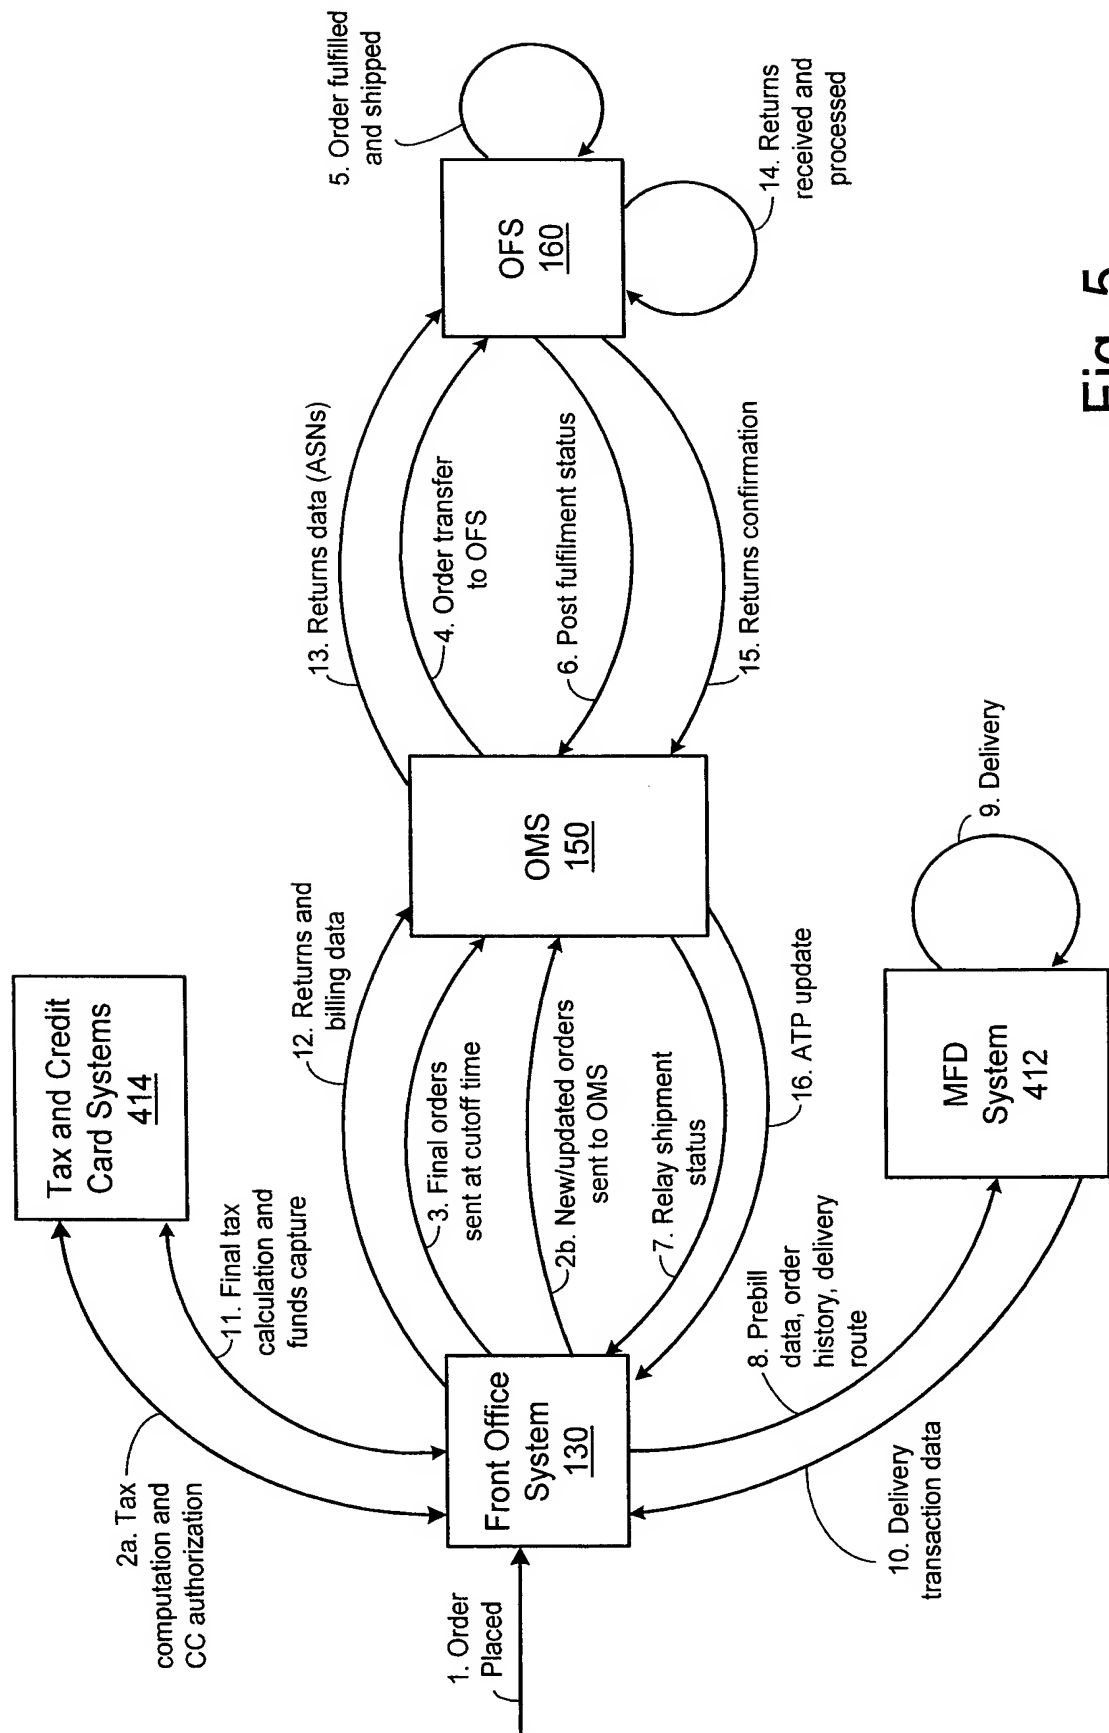 Tax and Credit
Card Systems
414
2a. Tax
computation and
CC authorization
11. Final tax
calculation and
funds capture
1. Order
Placed
Front Office
System
130
12. Returns and
billing data
3. Final orders
sent at cutoff time
2b. New/updated orders
sent to OMS
7. Relay shipment
status
16. ATP update
8. Prebill
data, order
history, delivery
route
10. Delivery
transaction data
MFD
System
412
9. Delivery
OMS
150
13. Returns data (ASNs)
4. Order transfer
to OFS
6. Post fulfilment status
15. Returns confirmation
OFS
160
5. Order fulfilled
and shipped
14. Returns
received and
processed
Fig. 5